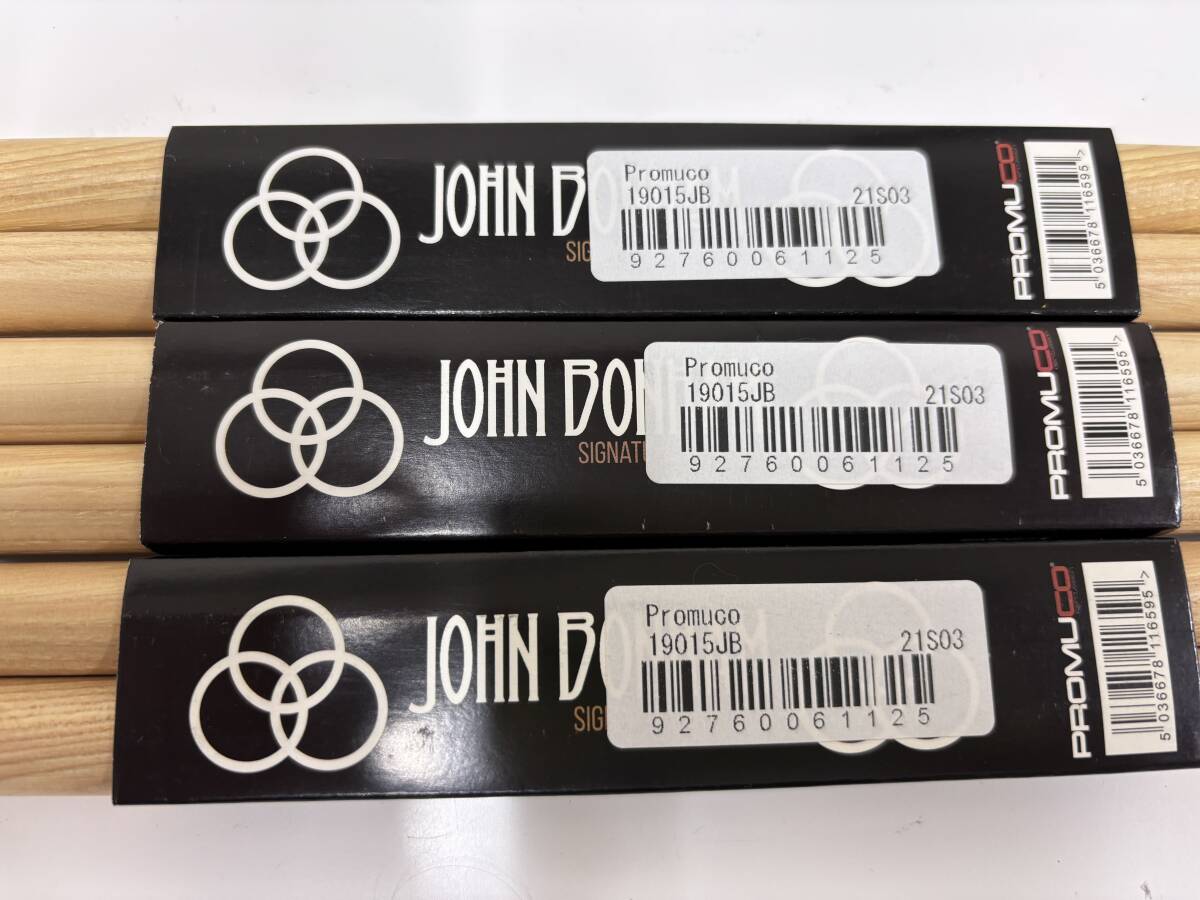 JOHN BO M
SIG
Promuco
19015JB 21S03
92760061125
PROMUCO
5 036678 116595 >
JOHN BON
SIGNATU
Promuco
19015JB 21S03
92760061125
PROMUCO
5 036678 116595 >
JOHN BO M
SIG
Promuco
19015JB 21S03
92760061125
PROMUCO
5 036678 116595 >